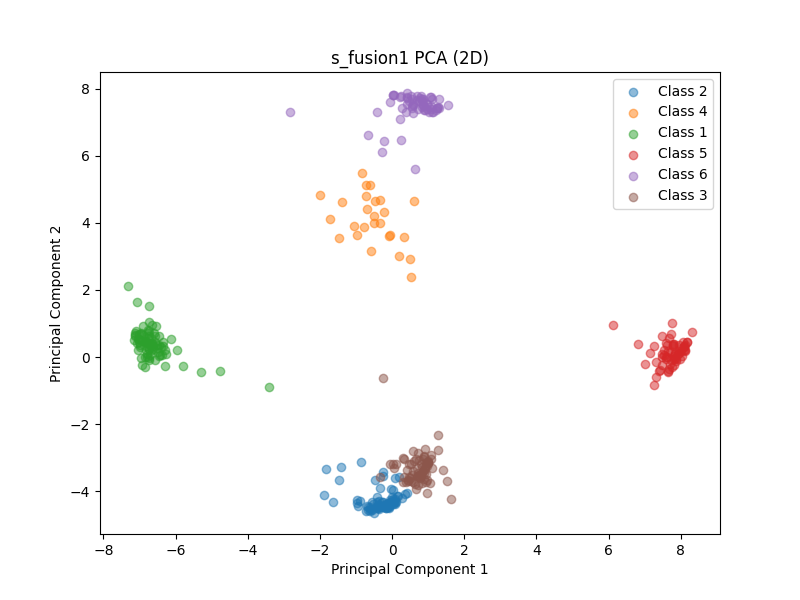 s_fusion1 PCA (2D)
Class 2
Class 4
Class 1
Class 5
Class 6
Class 3
Principal Component 2
8
6
4
2
0
−2
−4
−8
−6
−4
−2
0
2
4
6
8
Principal Component 1